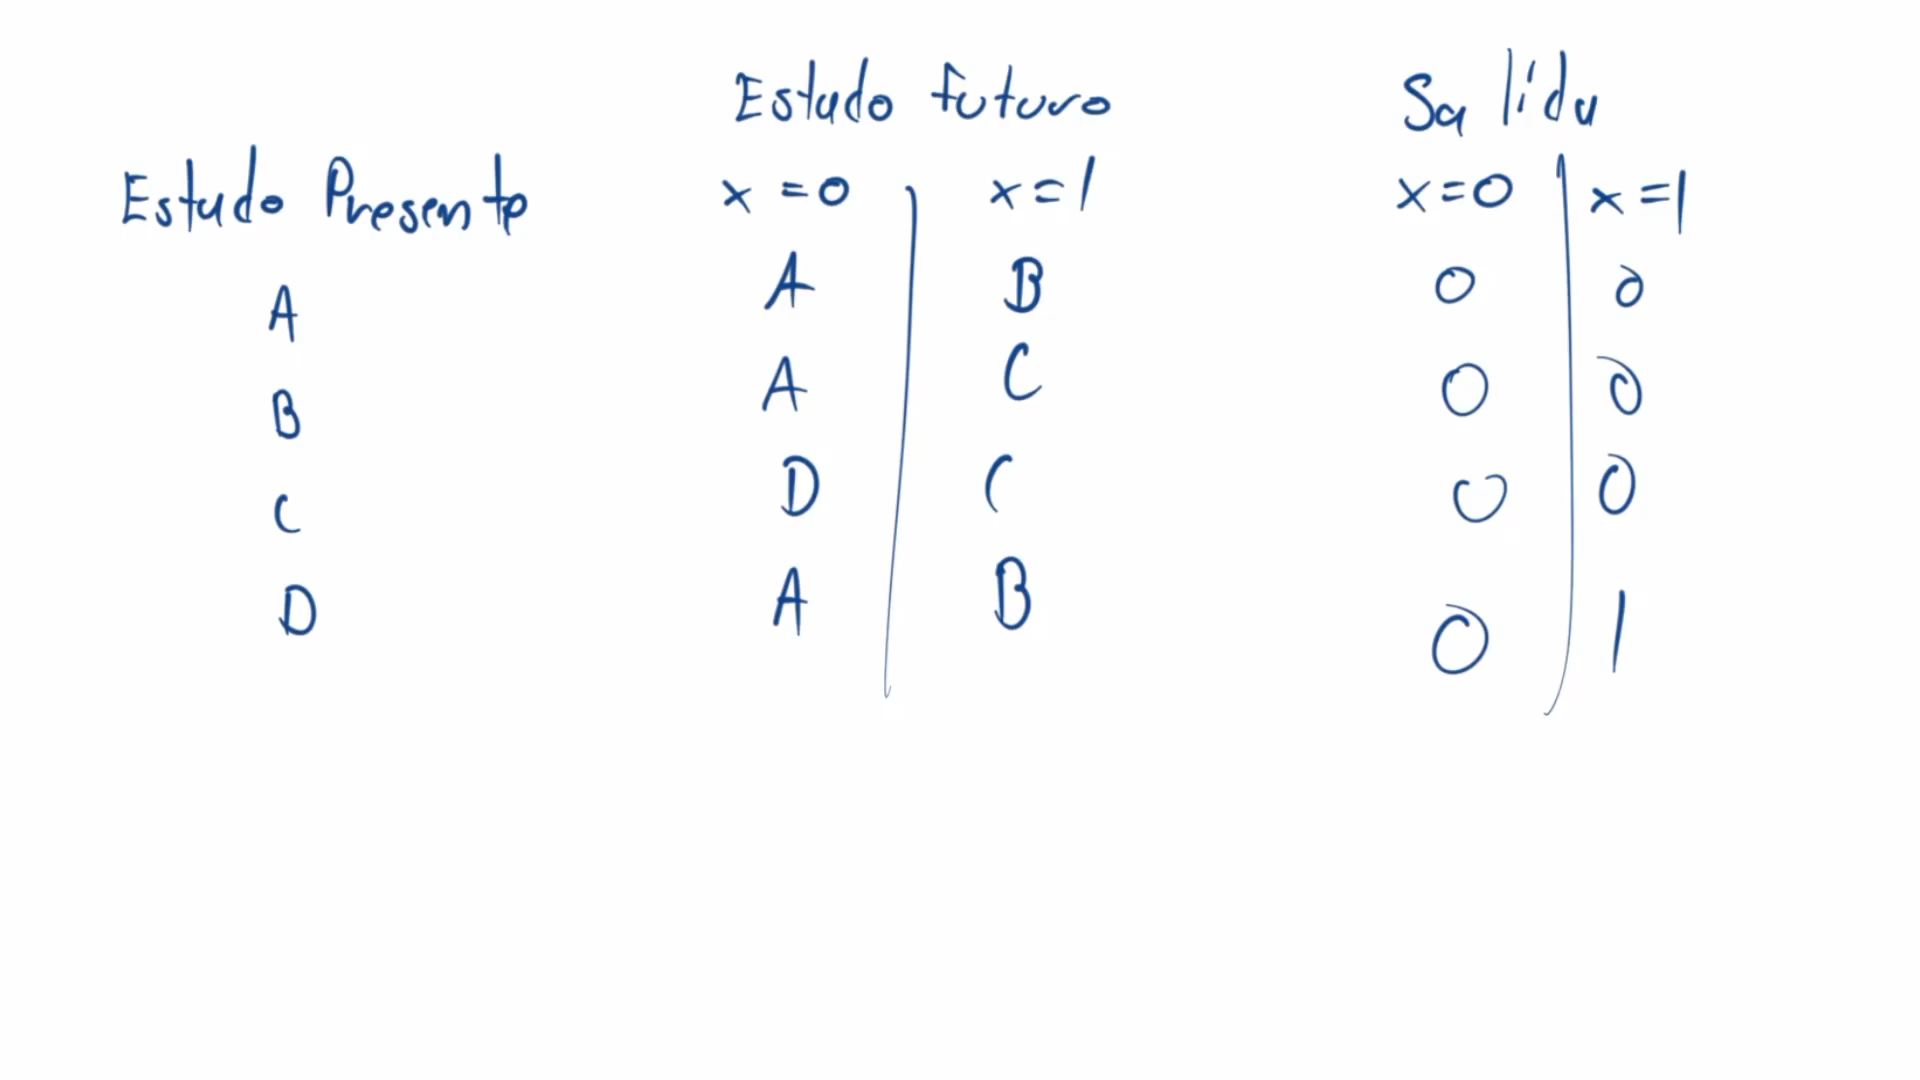 Estado futuro Salida
Estado Presente x=0 x=1 x=0 x=1
A A B 0 0
B A C 0 0
C D C 0 0
D A B 0 1